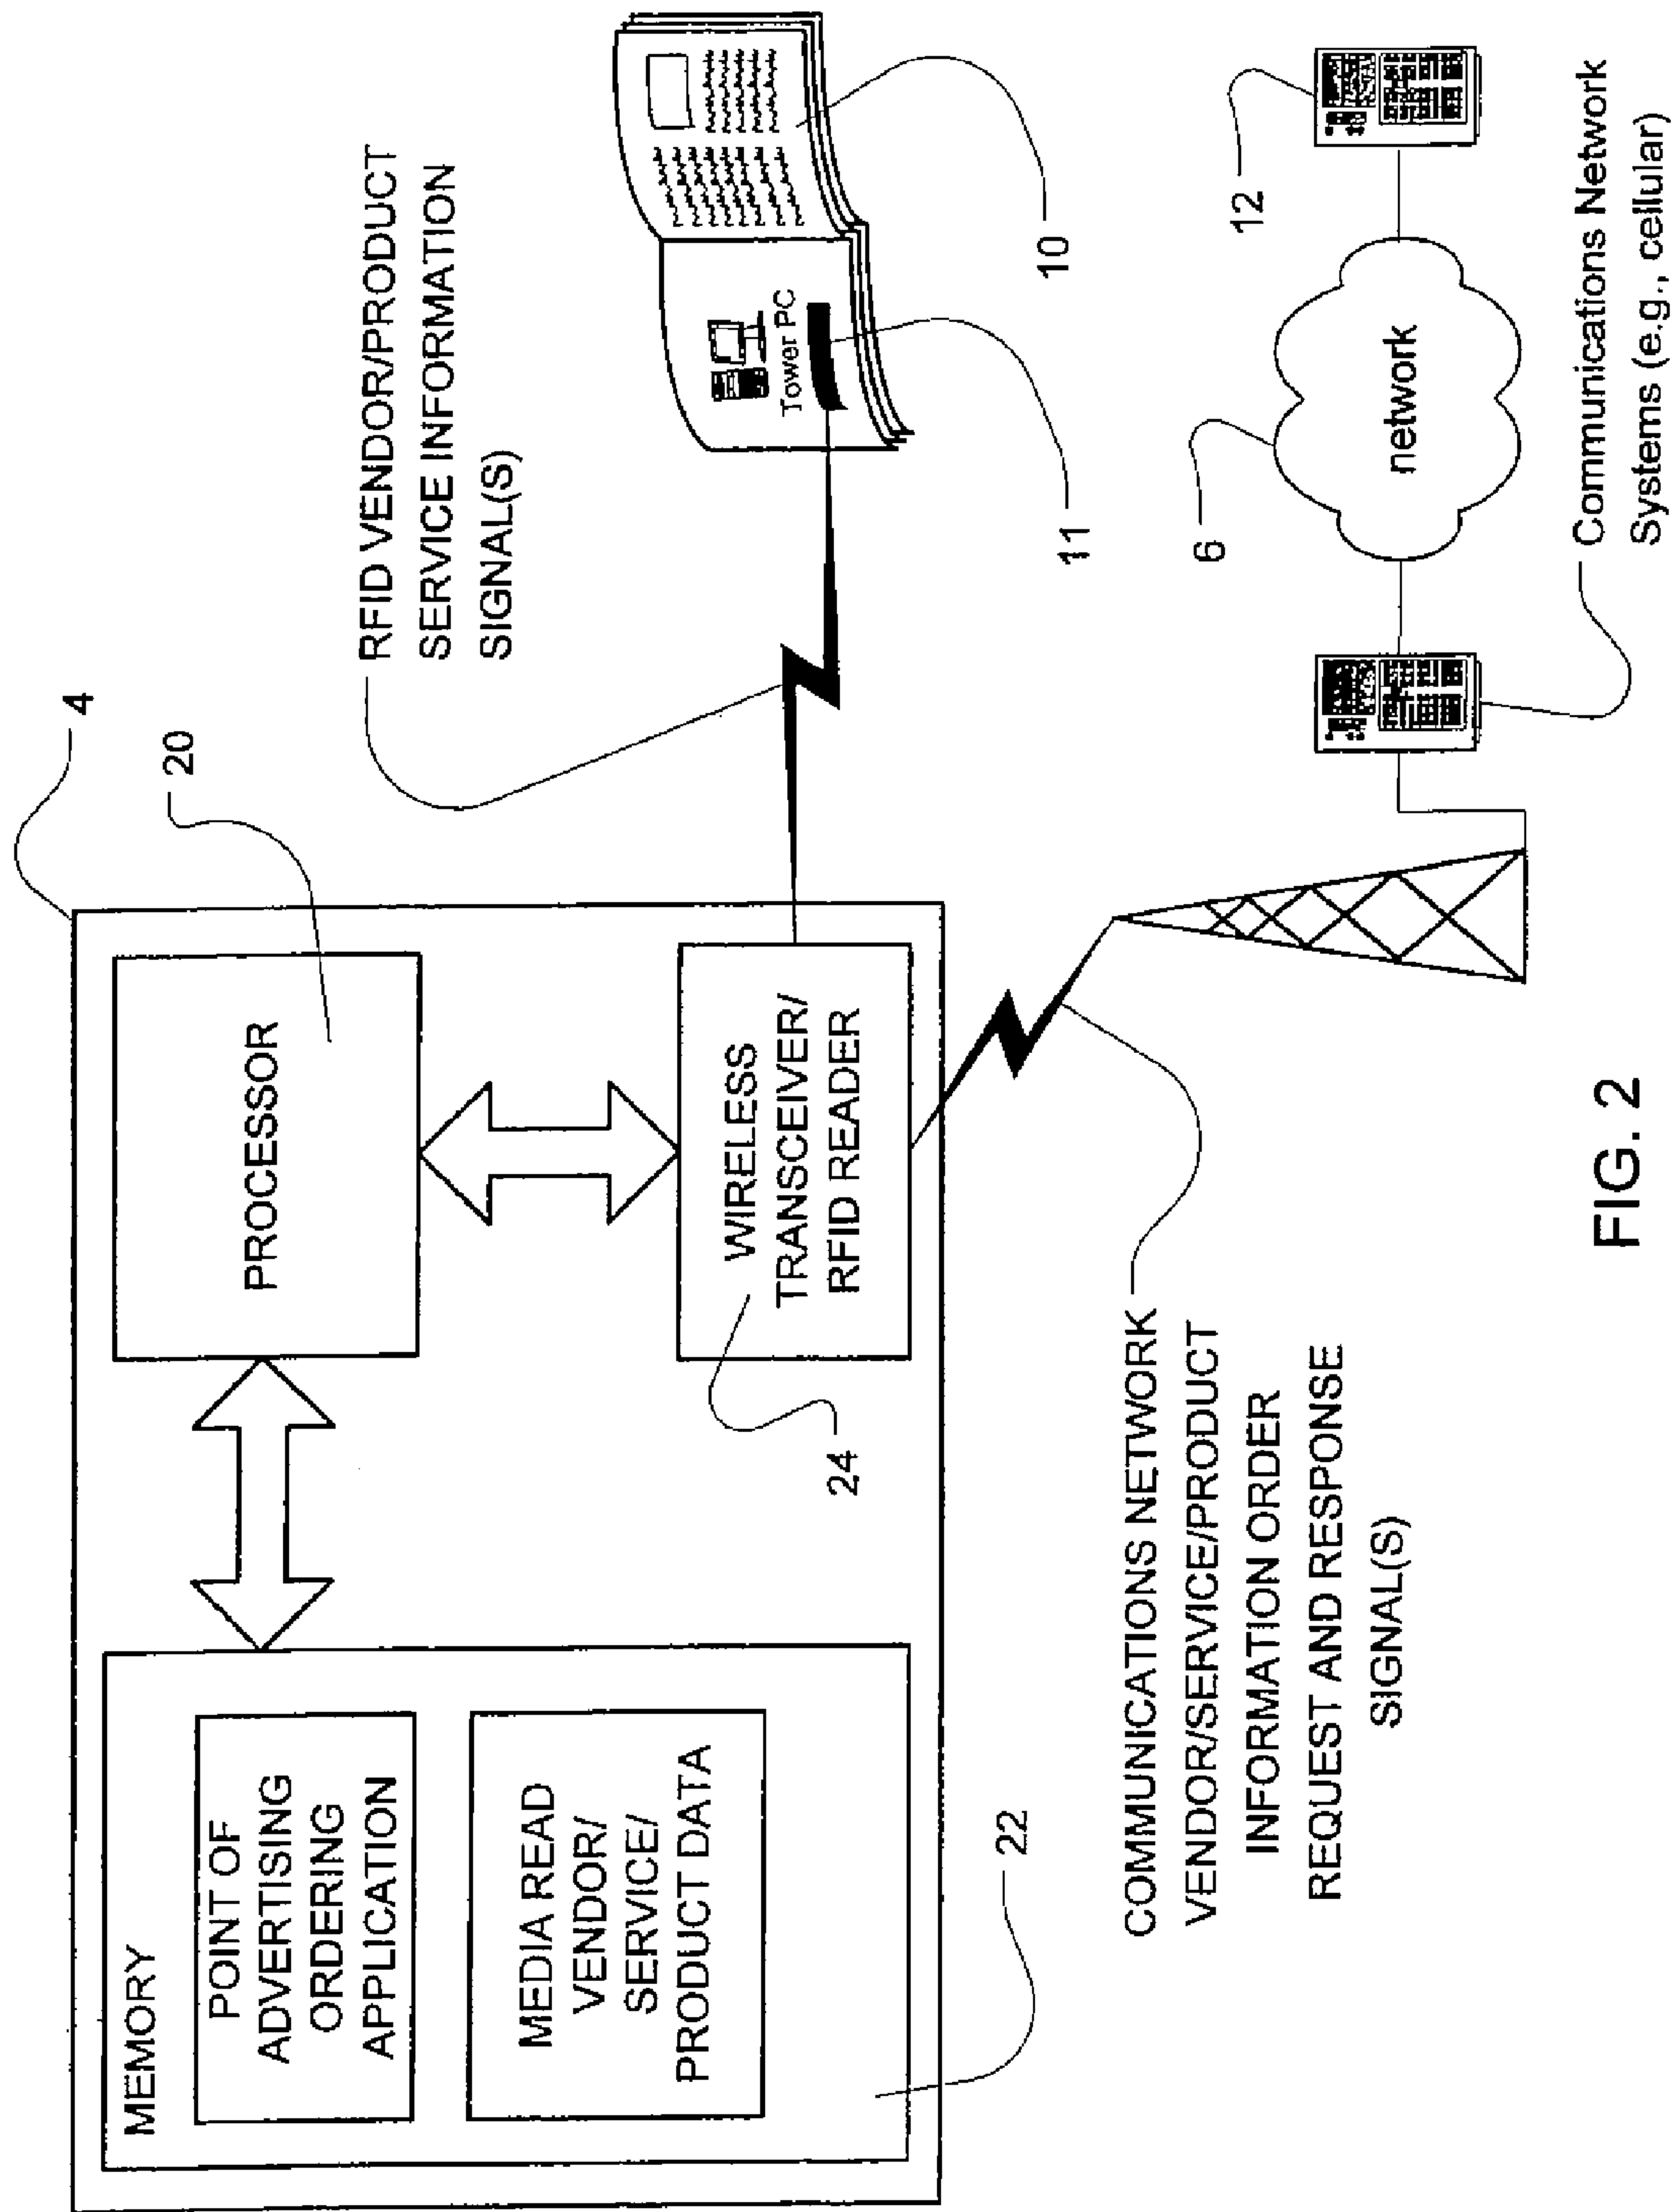 4
20
MEMORY
POINT OF
ADVERTISING
ORDERING
APPLICATION
MEDIA READ
VENDOR/
SERVICE/
PRODUCT DATA
22
PROCESSOR
WIRELESS
TRANSCEIVER/
RFID READER
24
RFID VENDOR/PRODUCT
SERVICE INFORMATION
SIGNAL(S)
Tower PC
10
11
COMMUNICATIONS NETWORK
VENDOR/SERVICE/PRODUCT
INFORMATION ORDER
REQUEST AND RESPONSE
SIGNAL(S)
6
network
12
Communications Network
Systems (e.g., cellular)
FIG. 2